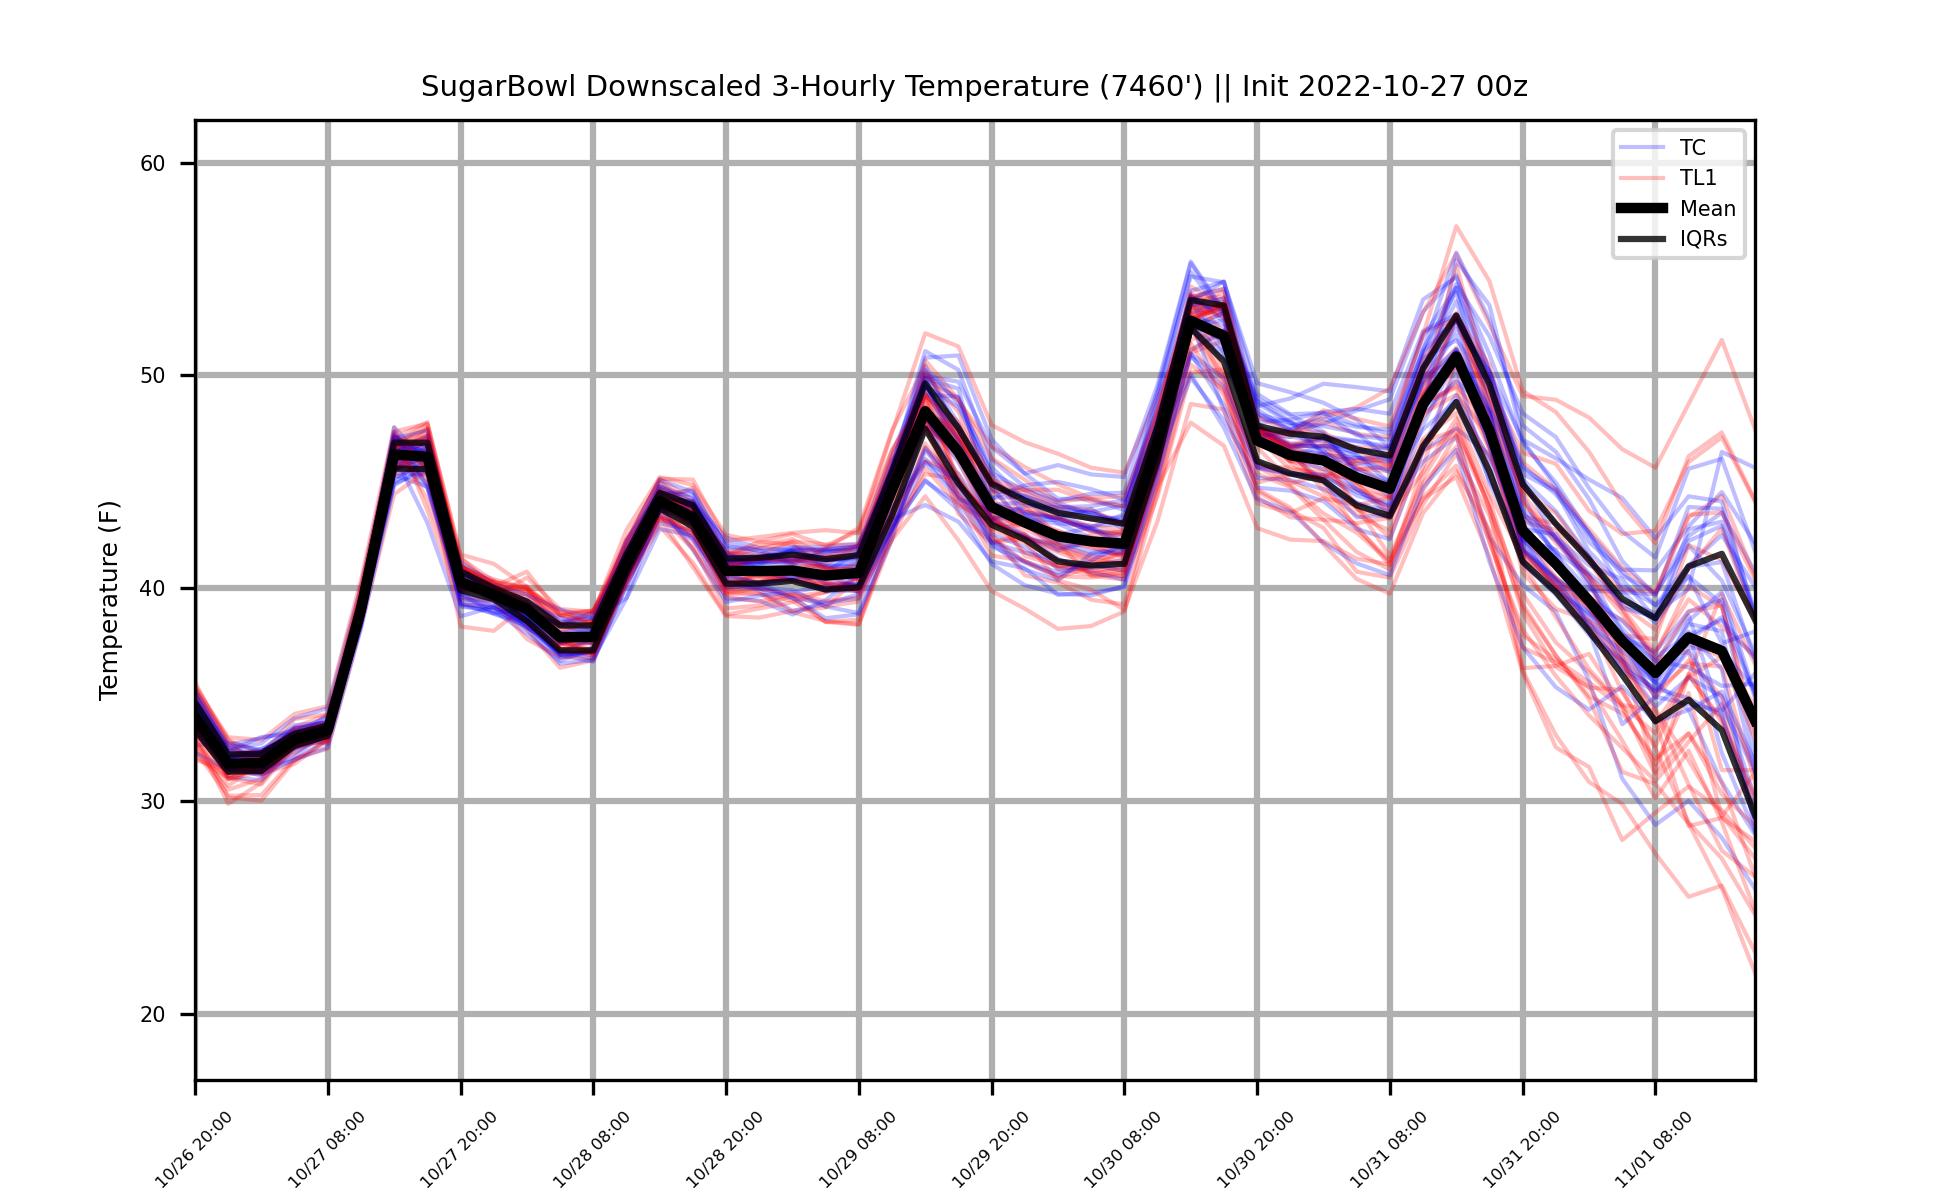 SugarBowl Downscaled 3-Hourly Temperature (7460') || Init 2022-10-27 00z
TC
TL1
Mean
IQRs
Temperature (F)
60
50
40
30
20
10/26 20:00
10/27 08:00
10/27 20:00
10/28 08:00
10/28 20:00
10/29 08:00
10/29 20:00
10/30 08:00
10/30 20:00
10/31 08:00
10/31 20:00
11/01 08:00